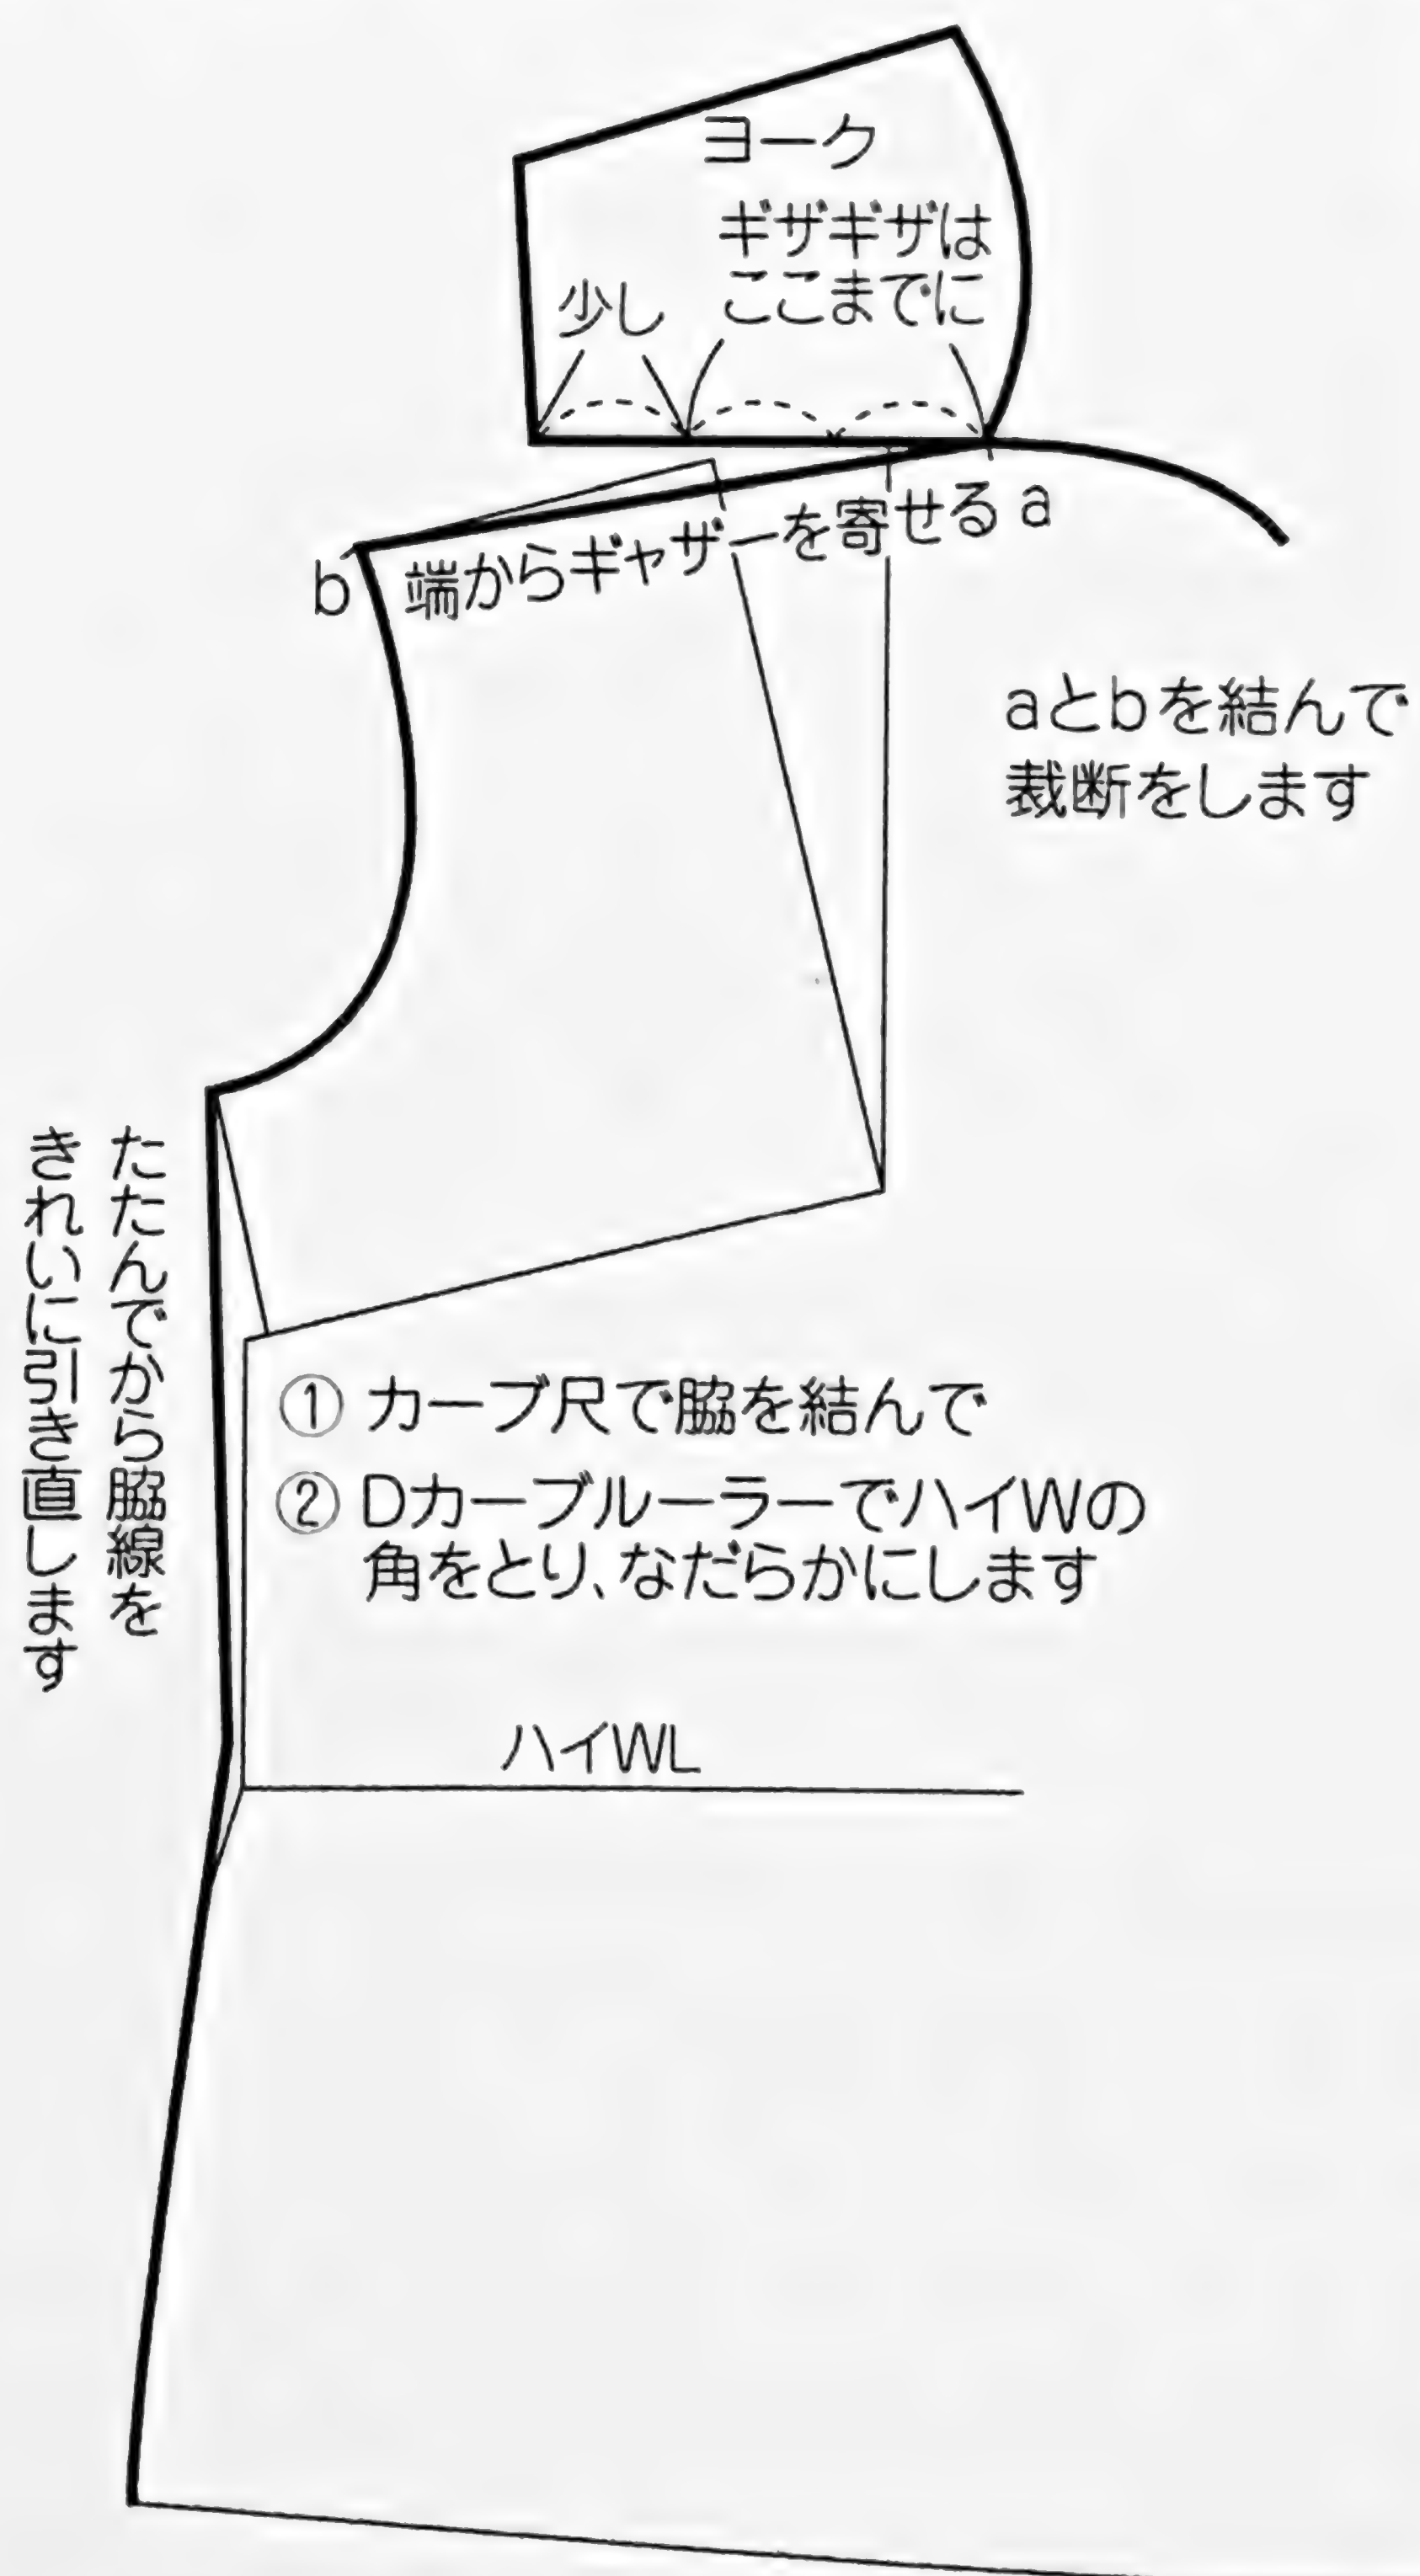 ヨーク
ギザギザは
ここまでに
少し
端からギャザーを寄せる
a
b
aとbを結んで
裁断をします
たたんでから脇線を
きれいに引き直します
① カーブ尺で脇を結んで
② DカーブルーラーでハイWの
角をとり、なだらかにします
ハイWL